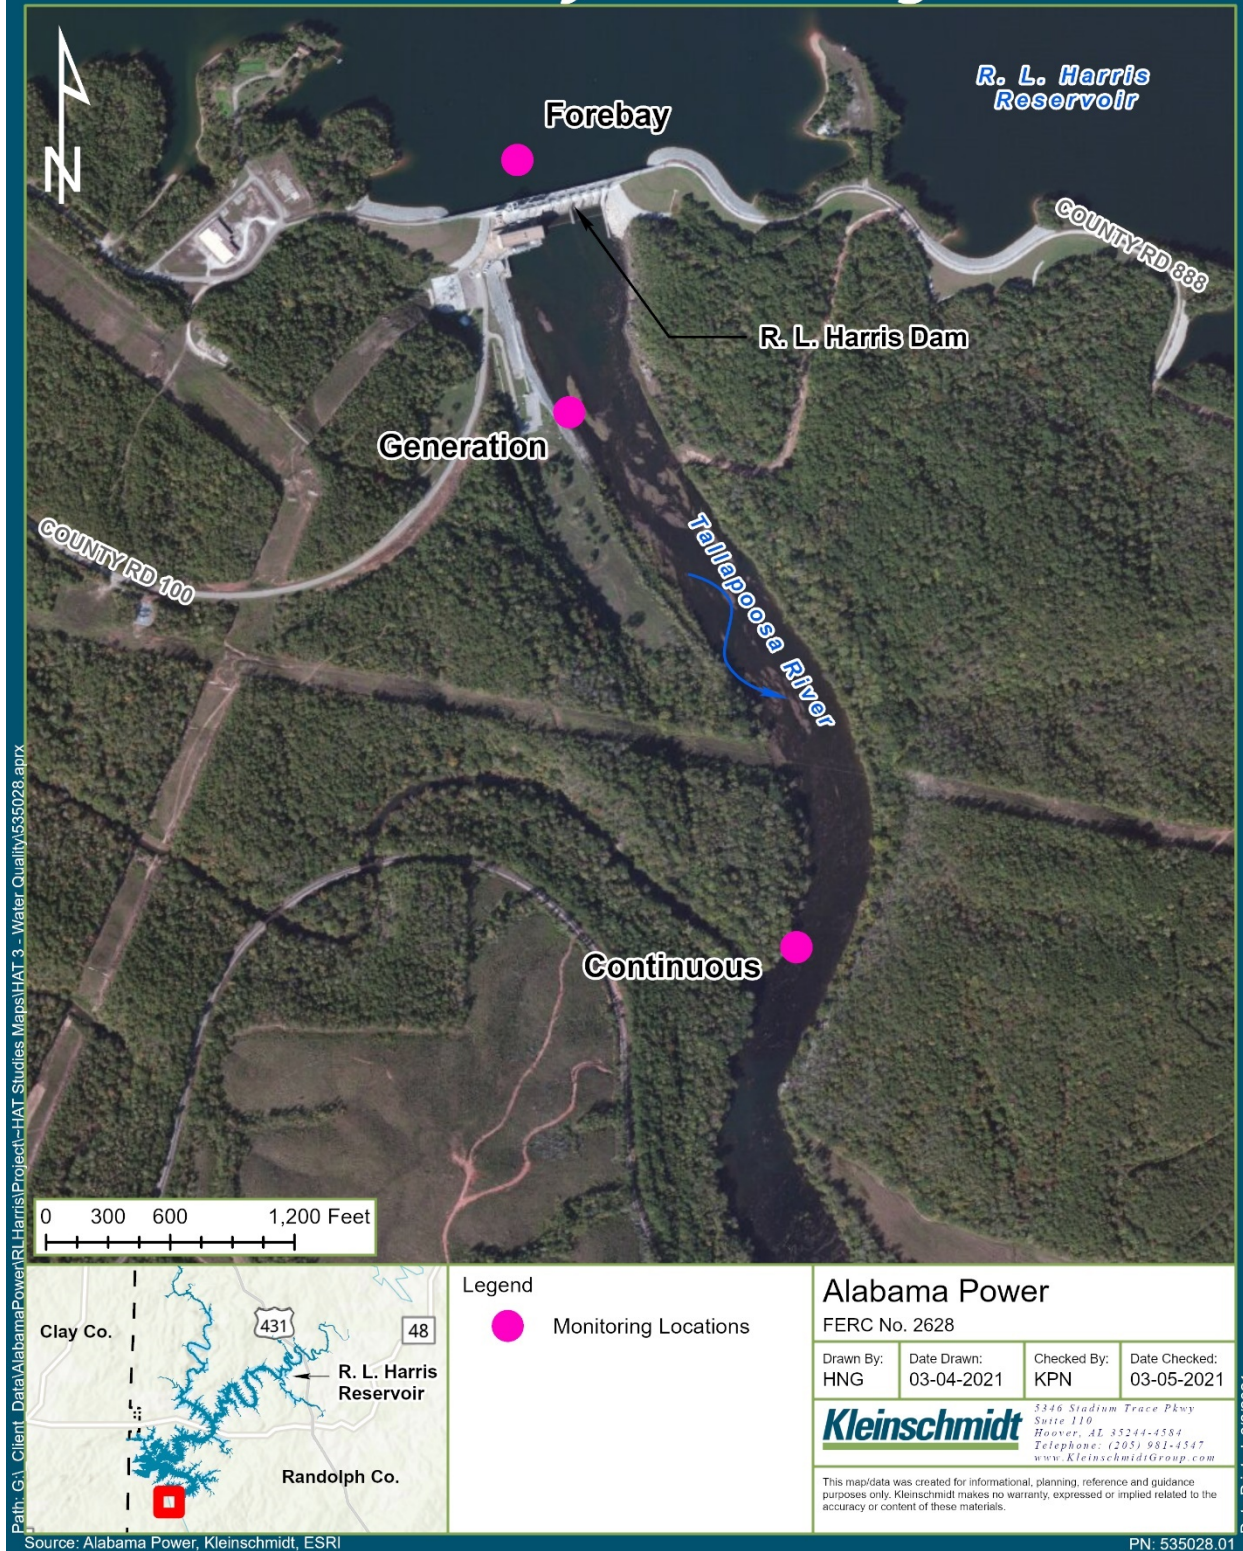 R. L. Harris
Reservoir
Forebay
COUNTY RD 888
R. L. Harris Dam
Generation
COUNTY RD 100
Tallapoosa River
Continuous
N
0 300 600 1,200 Feet
Clay Co.
431
48
R. L. Harris
Reservoir
Randolph Co.
Legend
Monitoring Locations
Alabama Power
FERC No. 2628
Drawn By:
HNG
Date Drawn:
03-04-2021
Checked By:
KPN
Date Checked:
03-05-2021
Kleinschmidt
5346 Stadium Trace Pkwy
Suite 110
Hoover, AL 35244-4584
Telephone: (205) 981-4547
www.KleinschmidtGroup.com
This map/data was created for informational, planning, reference and guidance
purposes only. Kleinschmidt makes no warranty, expressed or implied related to the
accuracy or content of these materials.
Path: G:\_Client_Data\AlabamaPower\RLHarris\Project\~HAT Studies Maps\HAT 3 - Water Quality\535028.aprx
Source: Alabama Power, Kleinschmidt, ESRI
PN: 535028.01